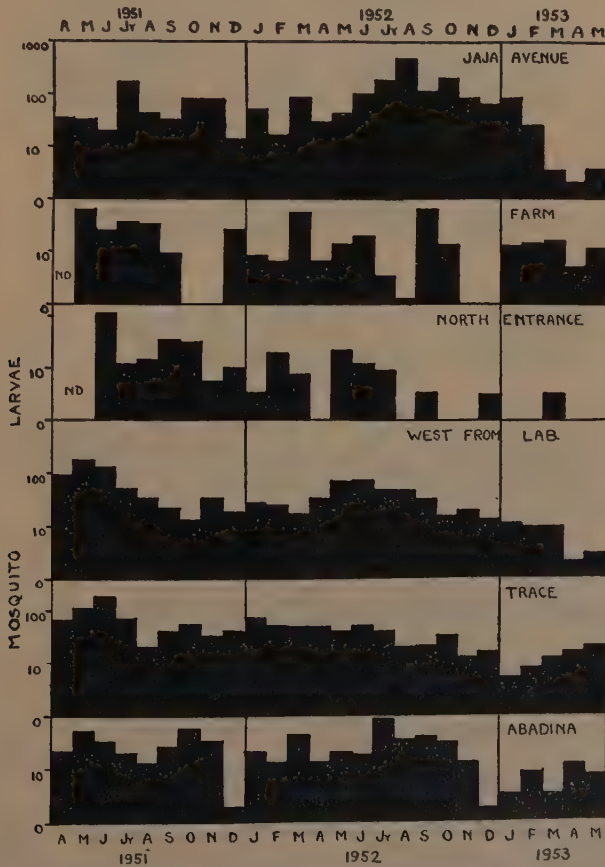 1951 1952 1953
A M J Jy A S O N D J F M A M J Jy A S O N D J F M A M
1000
JAJA AVENUE
100
10
0
FARM
10
ND
0
NORTH ENTRANCE
10
ND
0
WEST FROM LAB.
100
10
0
TRACE
100
10
0
ABADINA
10
0
MOSQUITO LARVAE
A M J Jy A S O N D J F M A M J Jy A S O N D J F M A M
1951 1952 1953